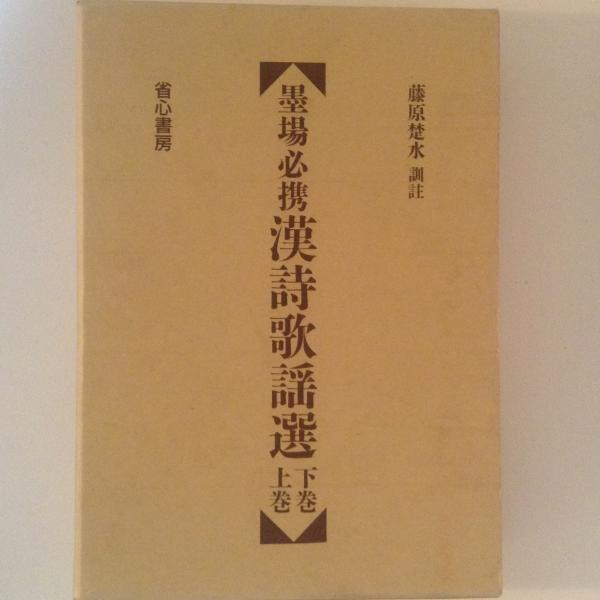 藤原楚水 訓註
墨場必携漢詩歌謡選
下巻
上巻
省心書房